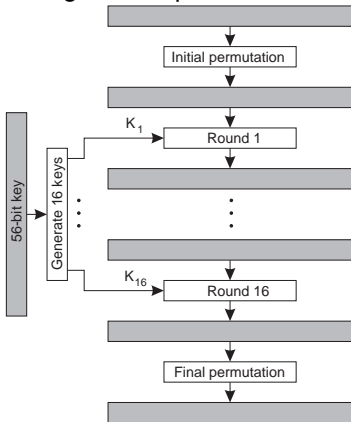 Initial permutation
K1
Round 1
56-bit key
Generate 16 keys
K16
Round 16
Final permutation